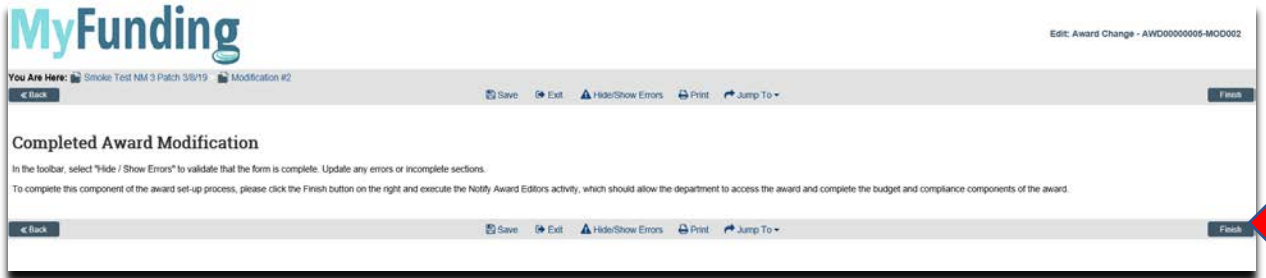 MyFunding
Edit: Award Change - AWD00000005-MOD002
You Are Here: Smoke Test NM 3 Patch 3/8/19 Modification #2
« Back Save Exit Hide/Show Errors Print Jump To Finish
Completed Award Modification
In the toolbar, select "Hide / Show Errors" to validate that the form is complete. Update any errors or incomplete sections.
To complete this component of the award set-up process, please click the Finish button on the right and execute the Notify Award Editors activity, which should allow the department to access the award and complete the budget and compliance components of the award.
« Back Save Exit Hide/Show Errors Print Jump To Finish